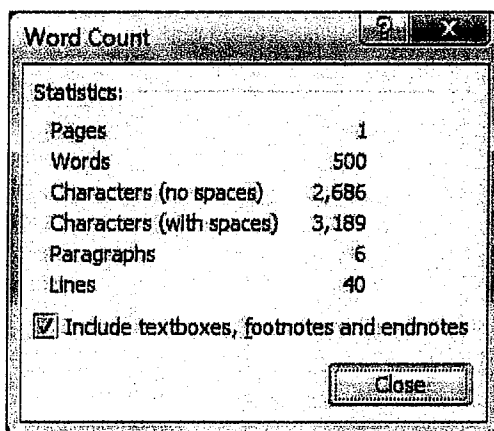 Word Count
Statistics:
Pages 1
Words 500
Characters (no spaces) 2,686
Characters (with spaces) 3,189
Paragraphs 6
Lines 40
Include textboxes, footnotes and endnotes
Close